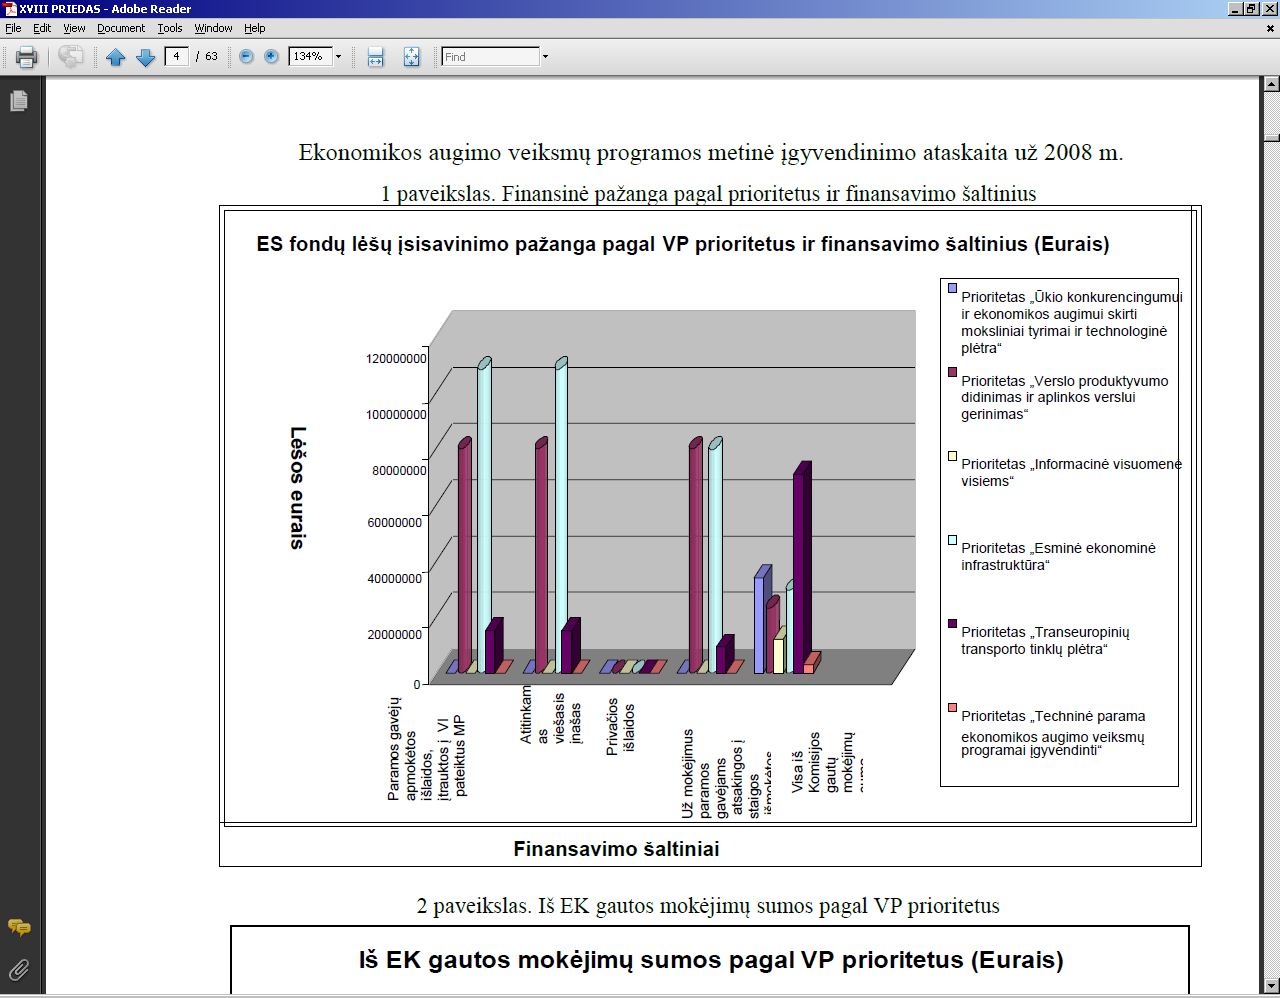 XVIII PRIEDAS - Adobe Reader
File Edit View Document Tools Window Help
4 / 63 134% Find
Ekonomikos augimo veiksmų programos metinė įgyvendinimo ataskaita už 2008 m.
1 paveikslas. Finansinė pažanga pagal prioritetus ir finansavimo šaltinius
ES fondų lėšų įsisavinimo pažanga pagal VP prioritetus ir finansavimo šaltinius (Eurais)
Lėšos eurais
120000000
100000000
80000000
60000000
40000000
20000000
0
Paramos gavėjų
apmokėtos
išlaidos,
įtrauktos į VI
pateiktus MP
Atitinkam
as
viešasis
įnašas
Privačios
išlaidos
Už mokėjimus
paramos
gavėjams
atsakingos į
staigos
išmokėtos
Visa iš
Komisijos
gautų
mokėjimų
Prioritetas „Ūkio konkurencingumui
ir ekonomikos augimui skirti
moksliniai tyrimai ir technologinė
plėtra“
Prioritetas „Verslo produktyvumo
didinimas ir aplinkos verslui
gerinimas“
Prioritetas „Informacinė visuomenė
visiems“
Prioritetas „Esminė ekonominė
infrastruktūra“
Prioritetas „Transeuropinių
transporto tinklų plėtra“
Prioritetas „Techninė parama
ekonomikos augimo veiksmų
programai įgyvendinti“
Finansavimo šaltiniai
2 paveikslas. Iš EK gautos mokėjimų sumos pagal VP prioritetus
Iš EK gautos mokėjimų sumos pagal VP prioritetus (Eurais)